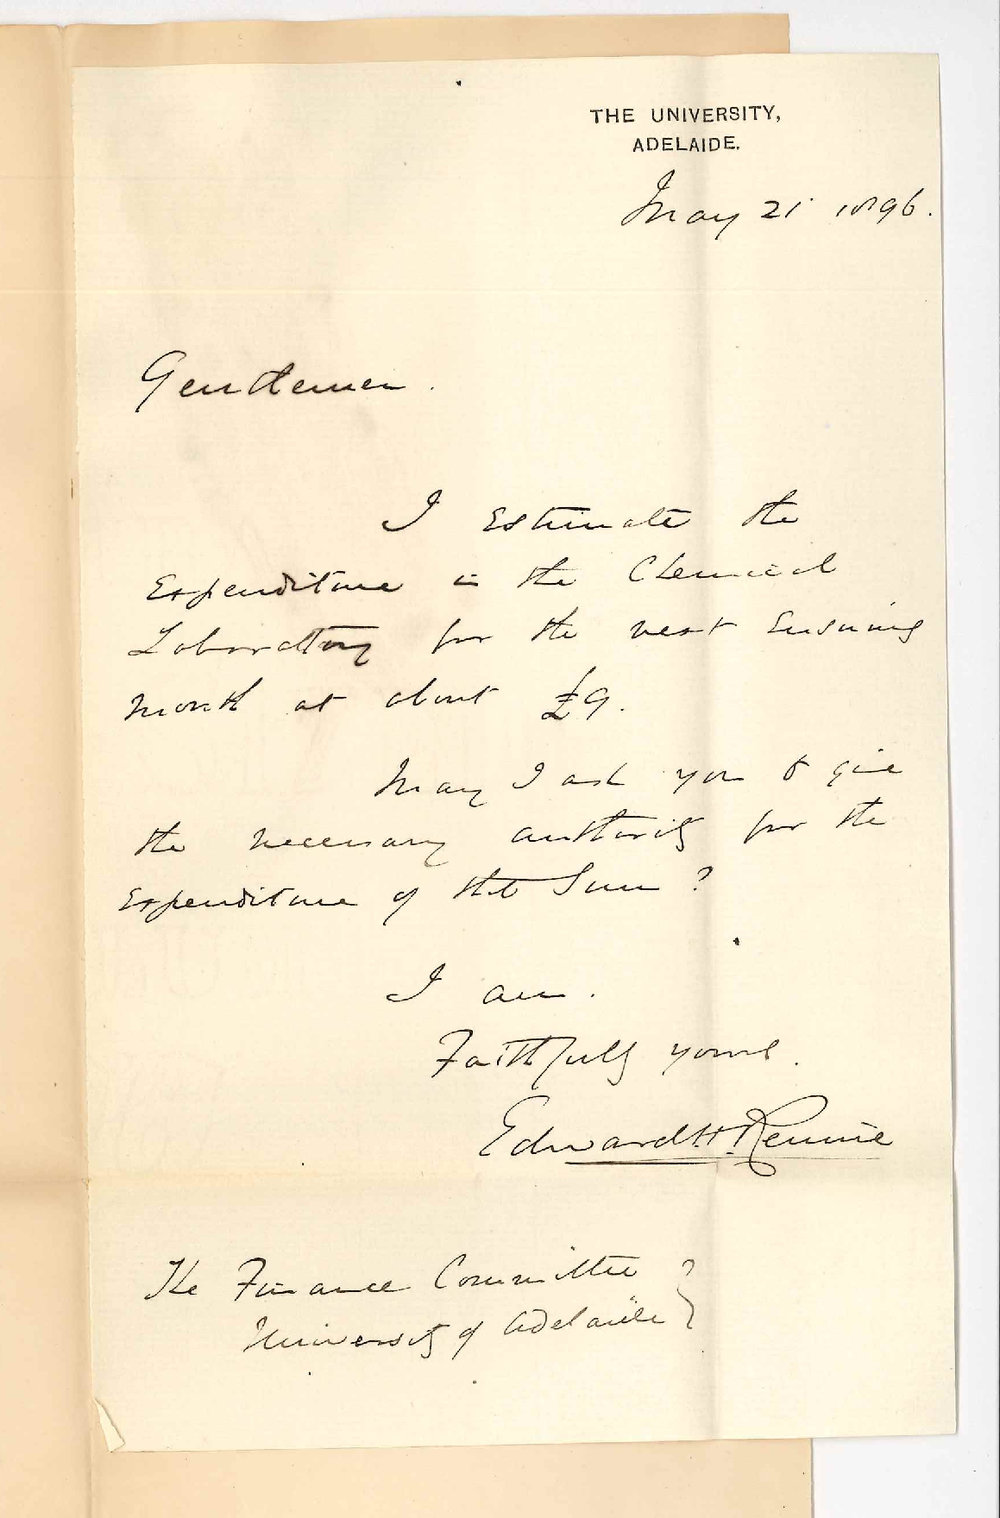 THE UNIVERSITY,
ADELAIDE.
May 21 1896.
Gentlemen.
I Estimate the
Expenditure in the Chemical
Laboratory for the next Ensuing
month at about £9.
May I ask you to give
the necessary authority for the
Expenditure of that Sum?
I am.
Faithfully yours.
Edward H. Rennie
The Finance Committee
University of Adelaide